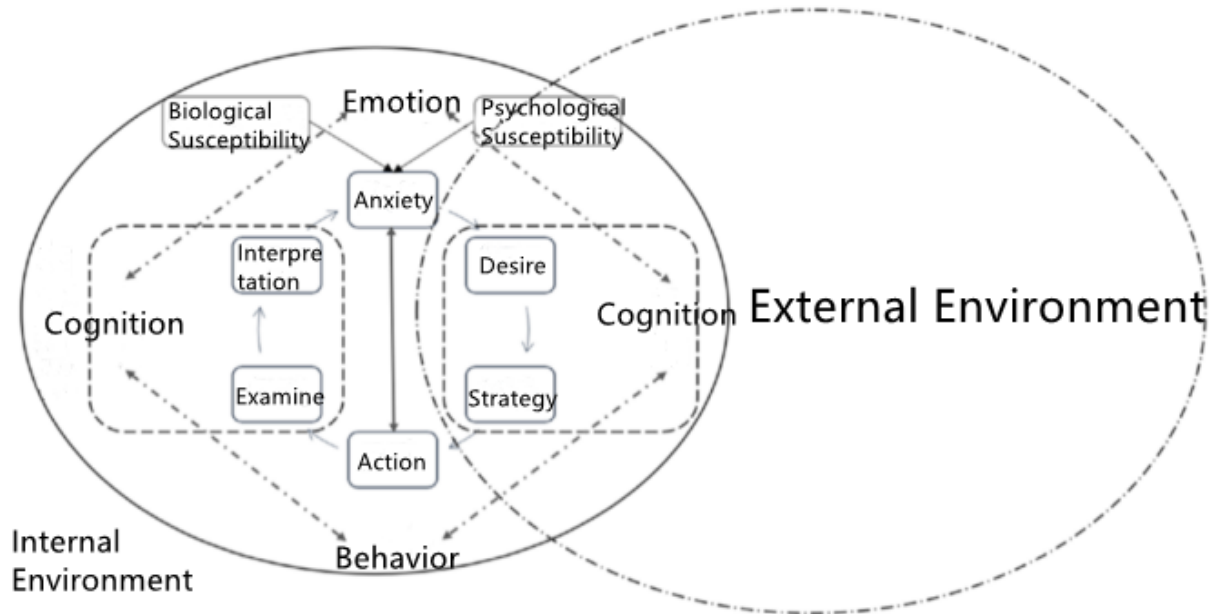 Emotion
Biological
Susceptibility
Psychological
Susceptibility
Anxiety
Interpre
tation
Desire
Cognition
Cognition
External Environment
Examine
Strategy
Action
Internal
Environment
Behavior